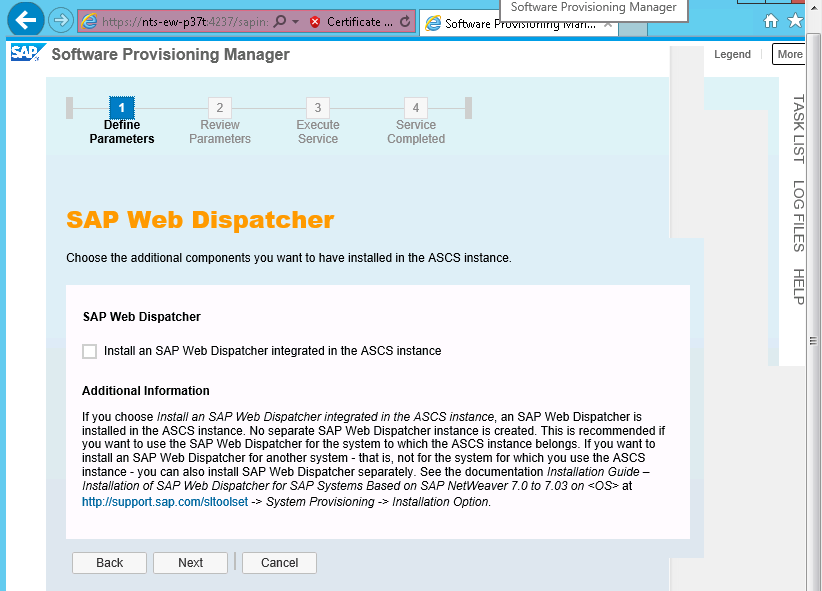 Software Provisioning Manager
https://nts-ew-p37t:4237/sapin: Certificate ... Software Provisioning Man... ×
SAP Software Provisioning Manager Legend More
1 2 3 4
Define Review Execute Service
Parameters Parameters Service Completed
TASK LIST LOG FILES HELP
SAP Web Dispatcher
Choose the additional components you want to have installed in the ASCS instance.
SAP Web Dispatcher
Install an SAP Web Dispatcher integrated in the ASCS instance
Additional Information
If you choose Install an SAP Web Dispatcher integrated in the ASCS instance, an SAP Web Dispatcher is
installed in the ASCS instance. No separate SAP Web Dispatcher instance is created. This is recommended if
you want to use the SAP Web Dispatcher for the system to which the ASCS instance belongs. If you want to
install an SAP Web Dispatcher for another system - that is, not for the system for which you use the ASCS
instance - you can also install SAP Web Dispatcher separately. See the documentation Installation Guide –
Installation of SAP Web Dispatcher for SAP Systems Based on SAP NetWeaver 7.0 to 7.03 on <OS> at
http://support.sap.com/sltoolset -> System Provisioning -> Installation Option.
Back Next Cancel